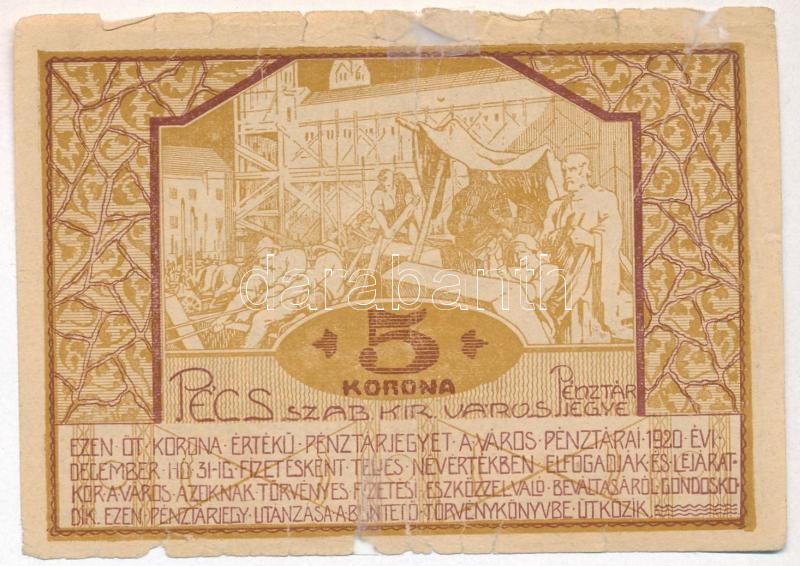 darabanth
5
KORONA
PÉCS SZAB. KIR. VÁROS PÉNZTÁR JEGYE
EZEN · ÖT · KORONA · ÉRTÉKŰ · PÉNZTÁRJEGYET · A · VÁROS · PÉNZTÁRAI · 1920 · ÉVI ·
DECEMBER · HÓ · 31-IG · FIZETÉSKÉNT · TELJES · NÉVÉRTÉKBEN · ELFOGADJÁK · ÉS · LEJÁRAT-
KOR · A · VÁROS · AZOKNAK · TÖRVÉNYES · FIZETÉSI · ESZKÖZZEL VALÓ · BEVÁLTÁSÁRÓL · GONDOSKO-
DIK. EZEN · PÉNZTÁRJEGY · UTÁNZÁSA · A · BÜNTETŐ · TÖRVÉNYKÖNYVBE · ÜTKÖZIK ·